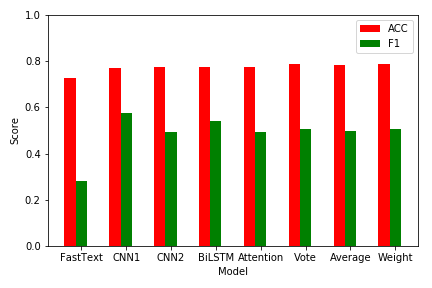 1.0
ACC
F1
0.8
0.6
Score
0.4
0.2
0.0
FastText CNN1 CNN2 BiLSTM Attention Vote Average Weight
Model